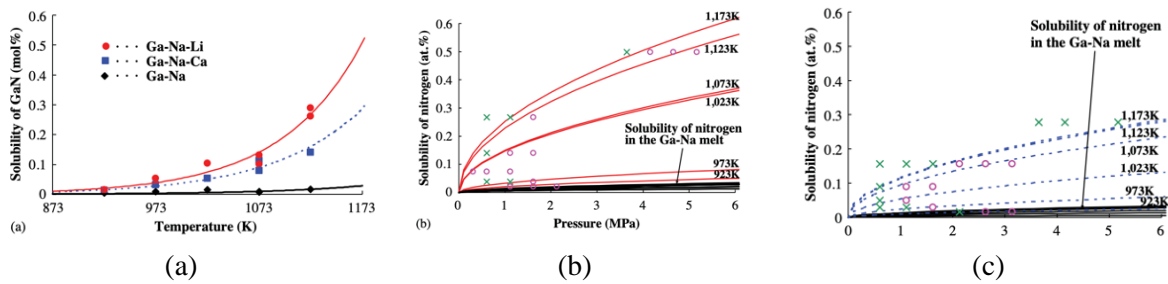 Solubility of GaN (mol%)
0.6
0.5
0.4
0.3
0.2
0.1
0
Ga-Na-Li
Ga-Na-Ca
Ga-Na
873
973
1073
1173
Temperature (K)
(a)
(a)
Solubility of nitrogen (at.%)
0.6
0.5
0.4
0.3
0.2
0.1
0
1,173K
1,123K
1,073K
1,023K
Solubility of nitrogen
in the Ga-Na melt
973K
923K
0
1
2
3
4
5
6
Pressure (MPa)
(b)
(b)
Solubility of nitrogen (at.%)
0.6
0.5
0.4
0.3
0.2
0.1
0
Solubility of nitrogen
in the Ga-Na melt
1,173K
1,123K
1,073K
973K
923K
0
1
2
3
4
5
6
(c)